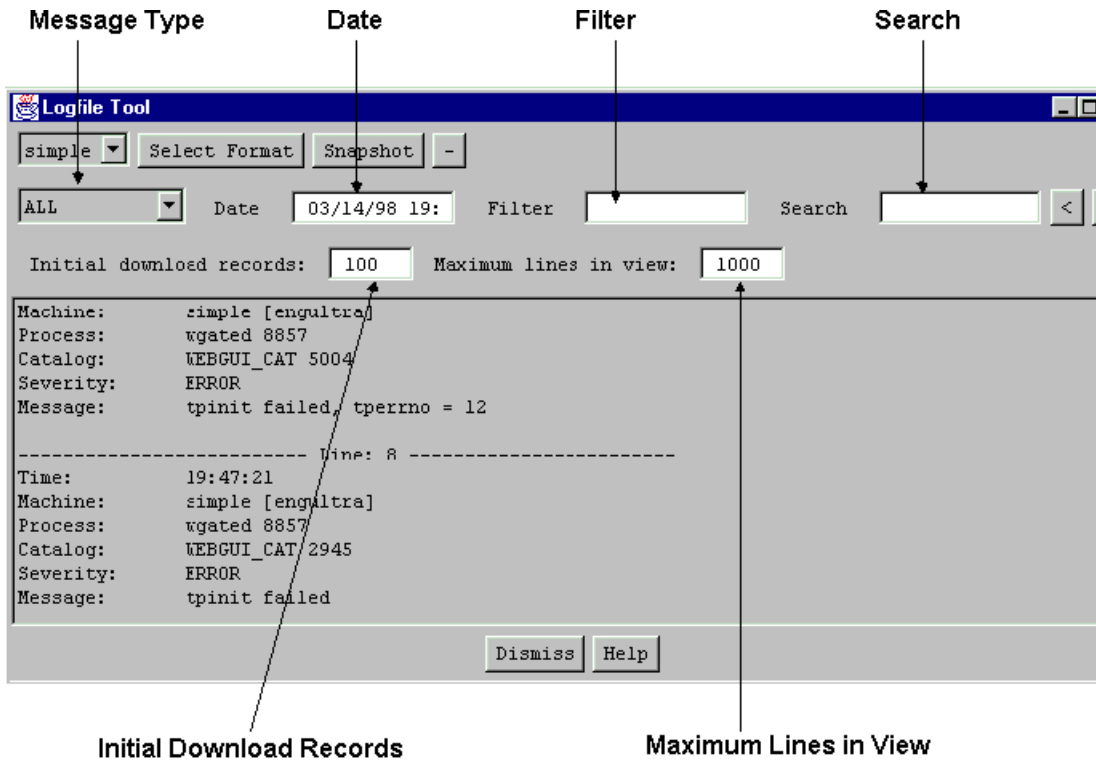 Message Type Date Filter Search
Logfile Tool
simple Select Format Snapshot -
ALL Date 03/14/98 19: Filter Search <
Initial download records: 100 Maximum lines in view: 1000
Machine: simple [engultra]
Process: wgated 8857
Catalog: WEBGUI_CAT 5004
Severity: ERROR
Message: tpinit failed, tperrno = 12
-------------------------- Line: 8 ------------------------
Time: 19:47:21
Machine: simple [engultra]
Process: wgated 8857
Catalog: WEBGUI_CAT 2945
Severity: ERROR
Message: tpinit failed
Dismiss Help
Initial Download Records Maximum Lines in View